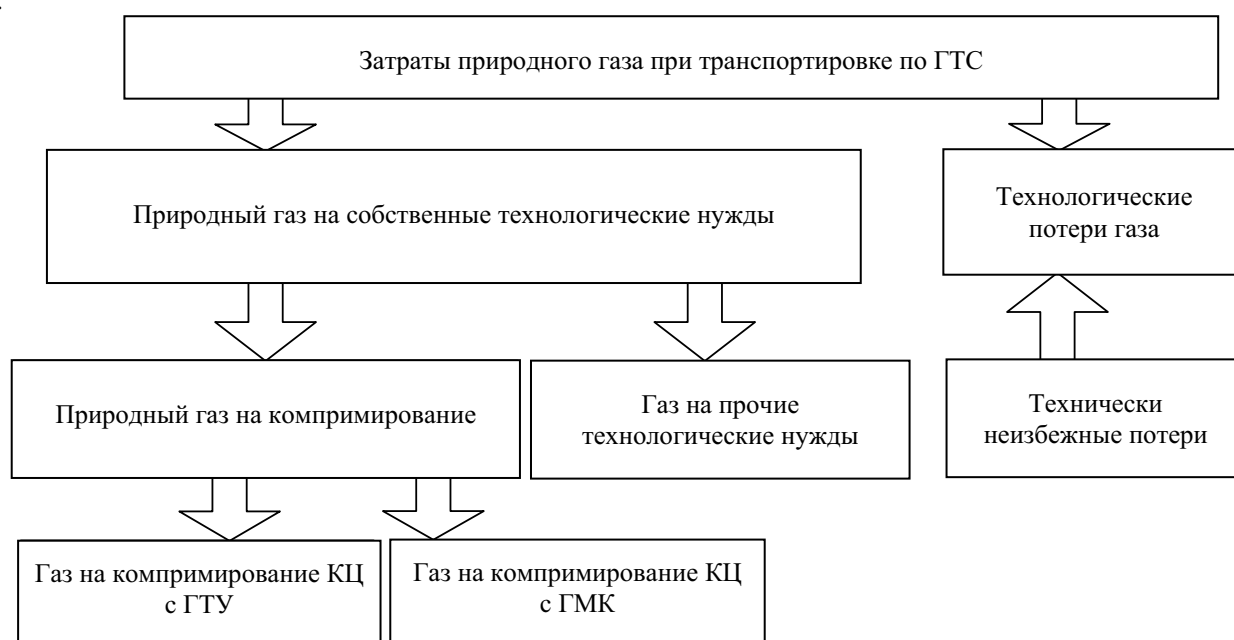 Затраты природного газа при транспортировке по ГТС
Природный газ на собственные технологические нужды
Технологические
потери газа
Природный газ на компримирование
Газ на прочие
технологические нужды
Технически
неизбежные потери
Газ на компримирование КЦ
с ГТУ
Газ на компримирование КЦ
с ГМК